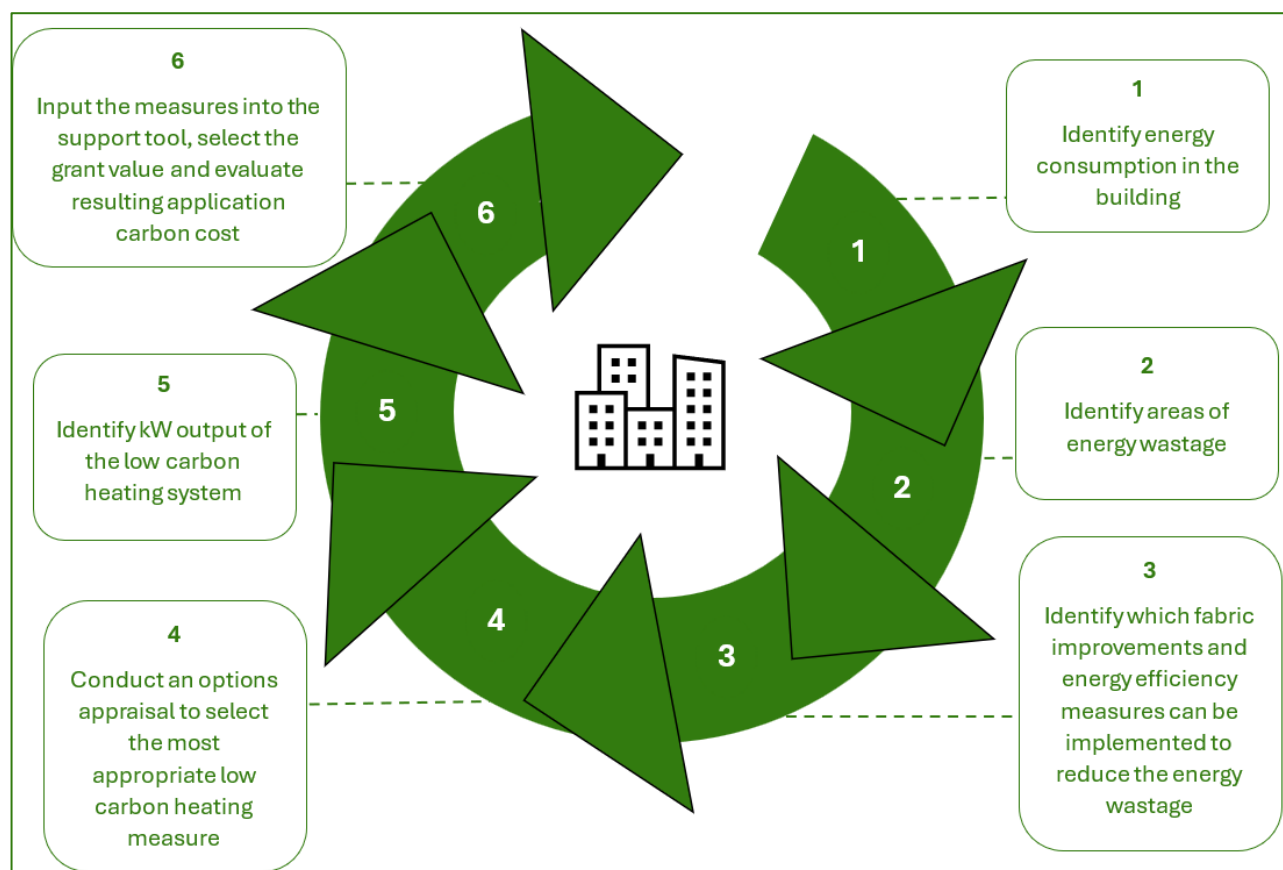 1
Identify energy
consumption in the
building
2
Identify areas of
energy wastage
3
Identify which fabric
improvements and
energy efficiency
measures can be
implemented to
reduce the energy
wastage
4
Conduct an options
appraisal to select
the most
appropriate low
carbon heating
measure
5
Identify kW output of
the low carbon
heating system
6
Input the measures into the
support tool, select the
grant value and evaluate
resulting application
carbon cost
1
2
3
4
5
6